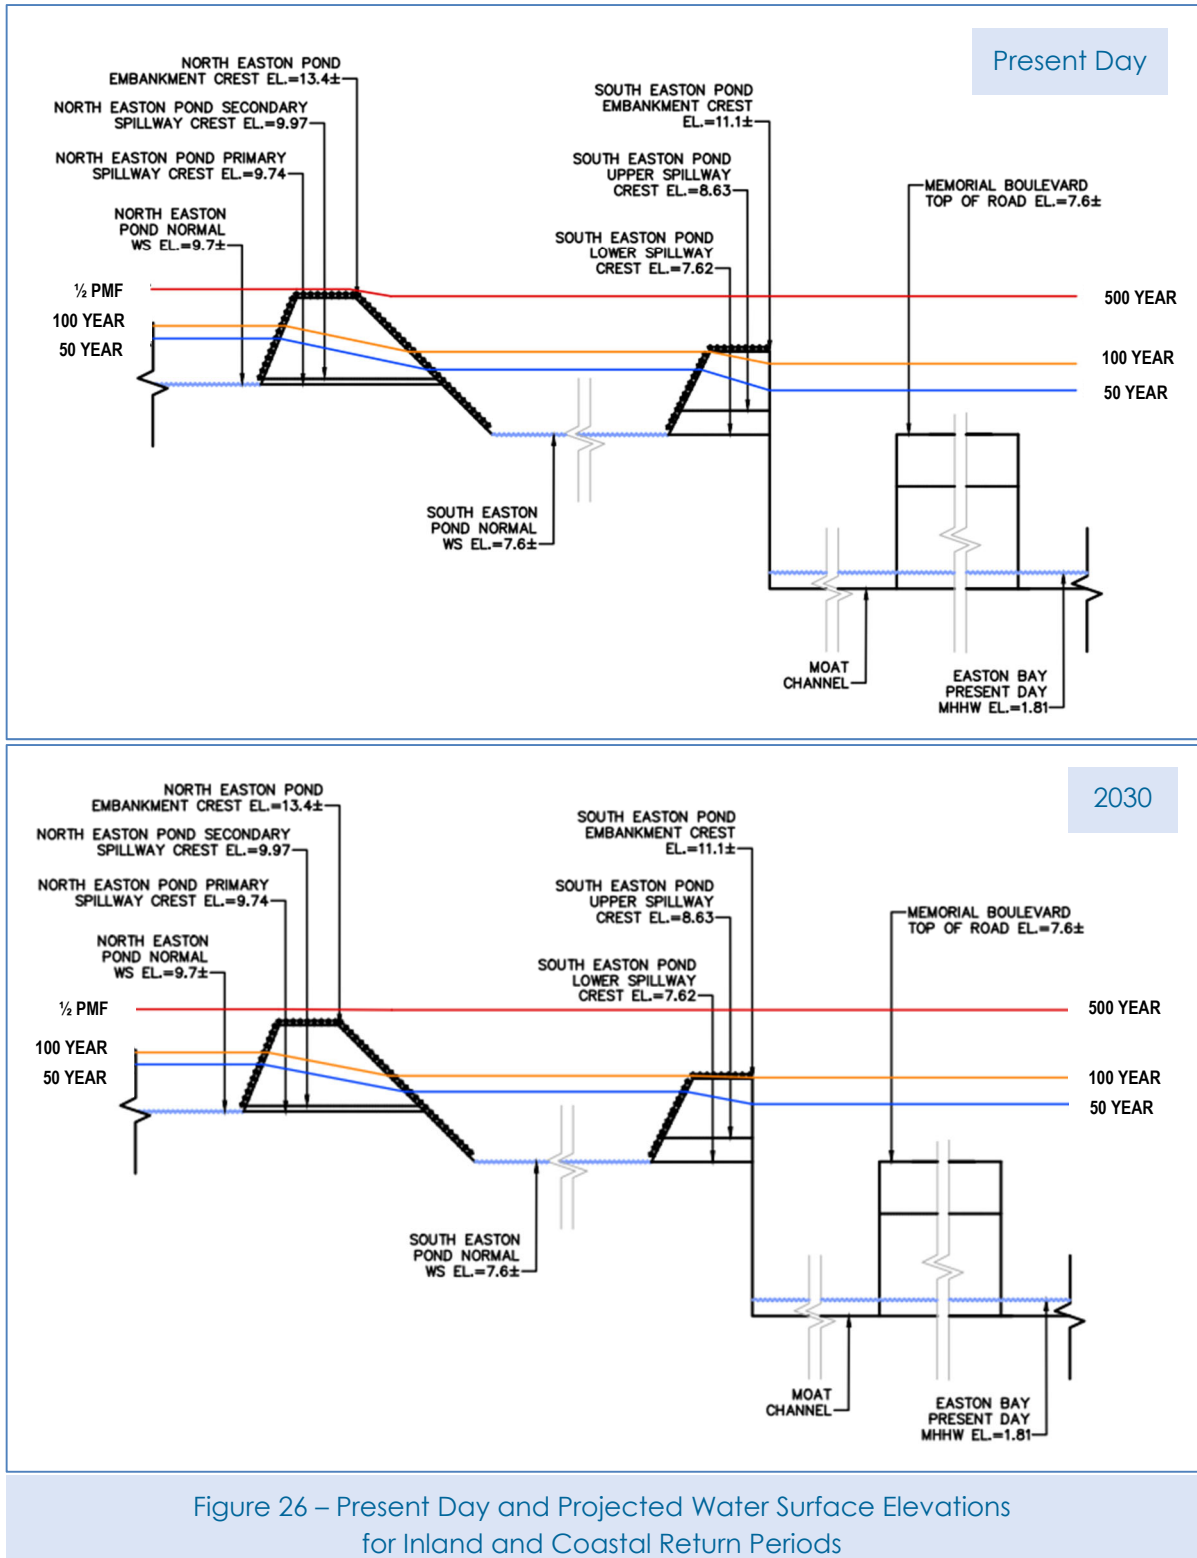 Present Day
NORTH EASTON POND
EMBANKMENT CREST EL.=13.4±
NORTH EASTON POND SECONDARY
SPILLWAY CREST EL.=9.97
NORTH EASTON POND PRIMARY
SPILLWAY CREST EL.=9.74
NORTH EASTON
POND NORMAL
WS EL.=9.7±
SOUTH EASTON POND
EMBANKMENT CREST
EL.=11.1±
SOUTH EASTON POND
UPPER SPILLWAY
CREST EL.=8.63
SOUTH EASTON POND
LOWER SPILLWAY
CREST EL.=7.62
MEMORIAL BOULEVARD
TOP OF ROAD EL.=7.6±
½ PMF
100 YEAR
50 YEAR
500 YEAR
100 YEAR
50 YEAR
SOUTH EASTON
POND NORMAL
WS EL.=7.6±
MOAT
CHANNEL
EASTON BAY
PRESENT DAY
MHHW EL.=1.81
2030
NORTH EASTON POND
EMBANKMENT CREST EL.=13.4±
NORTH EASTON POND SECONDARY
SPILLWAY CREST EL.=9.97
NORTH EASTON POND PRIMARY
SPILLWAY CREST EL.=9.74
NORTH EASTON
POND NORMAL
WS EL.=9.7±
SOUTH EASTON POND
EMBANKMENT CREST
EL.=11.1±
SOUTH EASTON POND
UPPER SPILLWAY
CREST EL.=8.63
SOUTH EASTON POND
LOWER SPILLWAY
CREST EL.=7.62
MEMORIAL BOULEVARD
TOP OF ROAD EL.=7.6±
½ PMF
100 YEAR
50 YEAR
500 YEAR
100 YEAR
50 YEAR
SOUTH EASTON
POND NORMAL
WS EL.=7.6±
MOAT
CHANNEL
EASTON BAY
PRESENT DAY
MHHW EL.=1.81
Figure 26 – Present Day and Projected Water Surface Elevations
for Inland and Coastal Return Periods